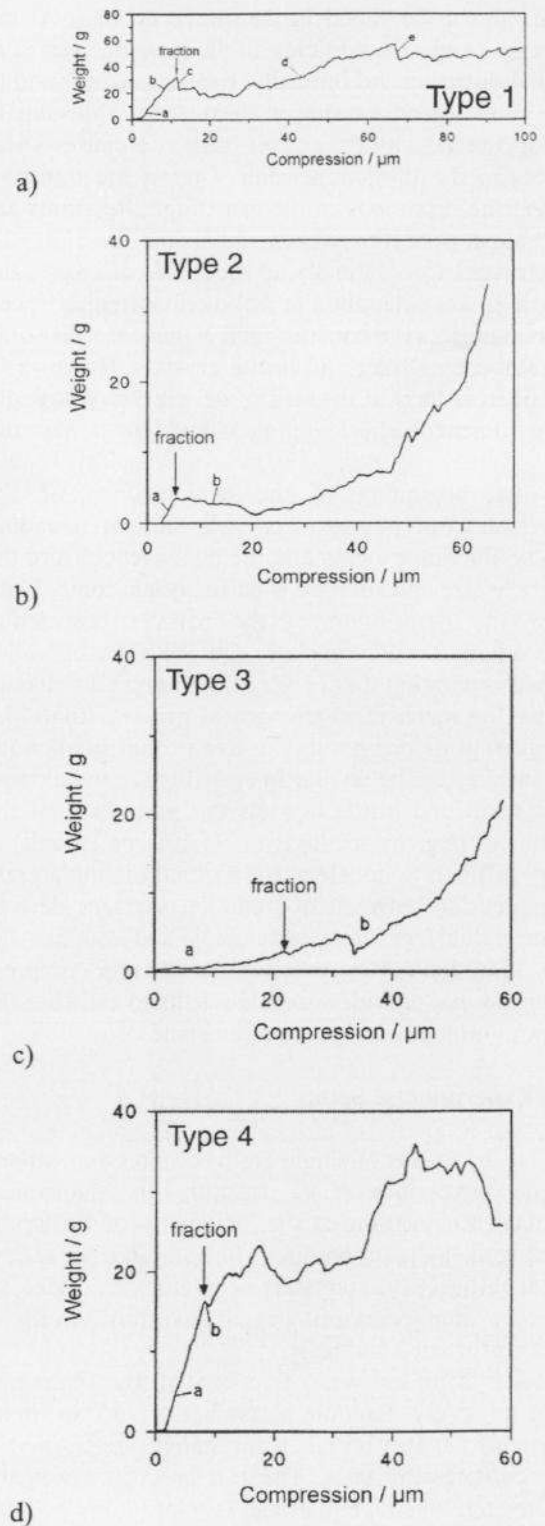 100
80
60
40
20
0
Weight / g
fraction
a
b
c
d
e
e
Type 1
0
20
40
60
80
100
Compression / µm
a)
Type 2
40
20
0
Weight / g
fraction
a
b
0
20
40
60
Compression / µm
b)
Type 3
40
20
0
Weight / g
fraction
a
b
0
20
40
60
Compression / µm
c)
Type 4
40
20
0
Weight / g
fraction
b
a
0
20
40
60
Compression / µm
d)